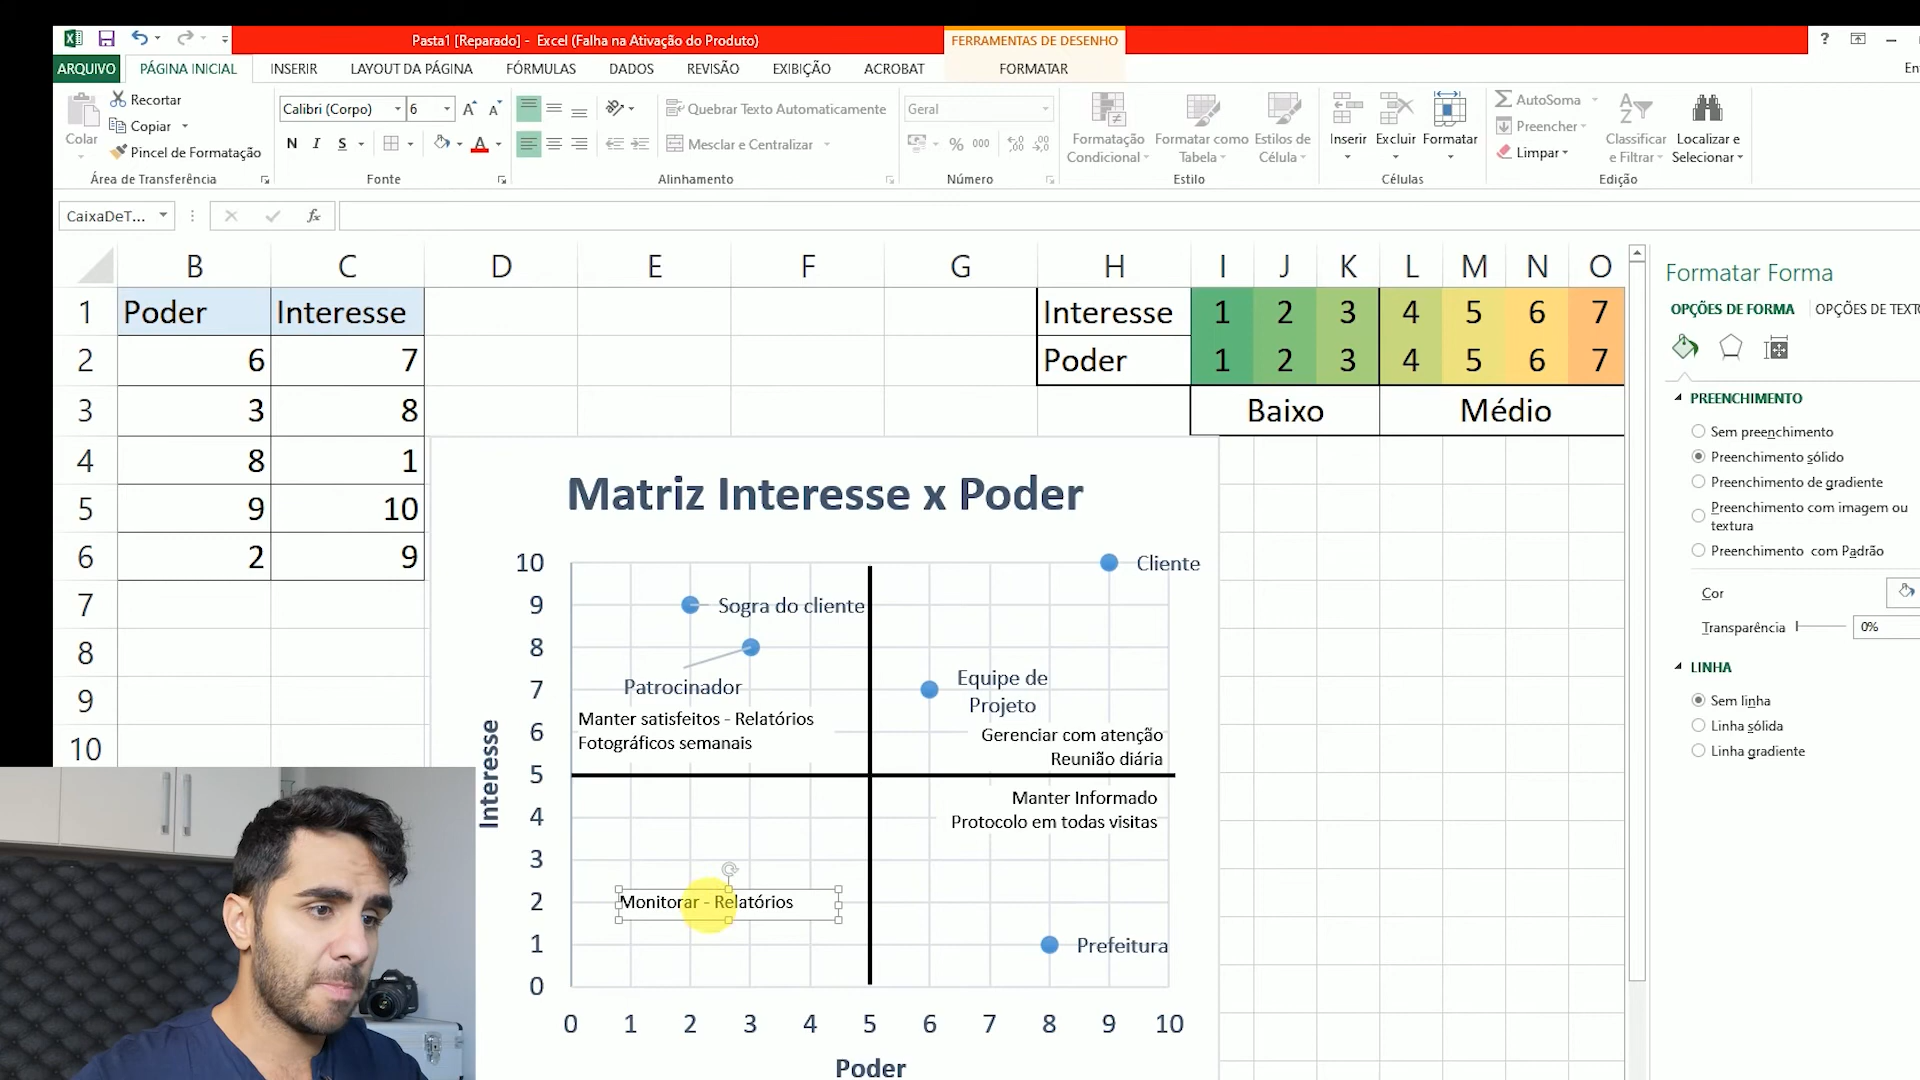 Pasta1 [Reparado] - Excel (Falha na Ativação do Produto)
FERRAMENTAS DE DESENHO
?
ARQUIVO PÁGINA INICIAL INSERIR LAYOUT DA PÁGINA FÓRMULAS DADOS REVISÃO EXIBIÇÃO ACROBAT FORMATAR
Colar
Recortar
Copiar
Pincel de Formatação
Área de Transferência
Calibri (Corpo) 6
N I S
Fonte
Quebrar Texto Automaticamente
Mesclar e Centralizar
Alinhamento
Geral
% 000
Número
Formatação Condicional
Formatar como Tabela
Estilos de Célula
Estilo
Inserir Excluir Formatar
Células
AutoSoma
Preencher
Limpar
Classificar e Filtrar
Localizar e Selecionar
Edição
CaixaDeT...
fx
B C D E F G H I J K L M N O
1 Poder Interesse Interesse 1 2 3 4 5 6 7
2 6 7 Poder 1 2 3 4 5 6 7
3 3 8 Baixo Médio
4 8 1
5 9 10
6 2 9
7
8
9
10
Matriz Interesse x Poder
10
9
8
7
6
5
4
3
2
1
0
Interesse
Cliente
Sogra do cliente
Patrocinador
Equipe de
Projeto
Manter satisfeitos - Relatórios
Fotográficos semanais
Gerenciar com atenção
Reunião diária
Manter Informado
Protocolo em todas visitas
Monitorar - Relatórios
Prefeitura
0 1 2 3 4 5 6 7 8 9 10
Poder
Formatar Forma
OPÇÕES DE FORMA
PREENCHIMENTO
Sem preenchimento
Preenchimento sólido
Preenchimento de gradiente
Preenchimento com imagem ou
textura
Preenchimento com Padrão
Cor
Transparência 0%
LINHA
Sem linha
Linha sólida
Linha gradiente